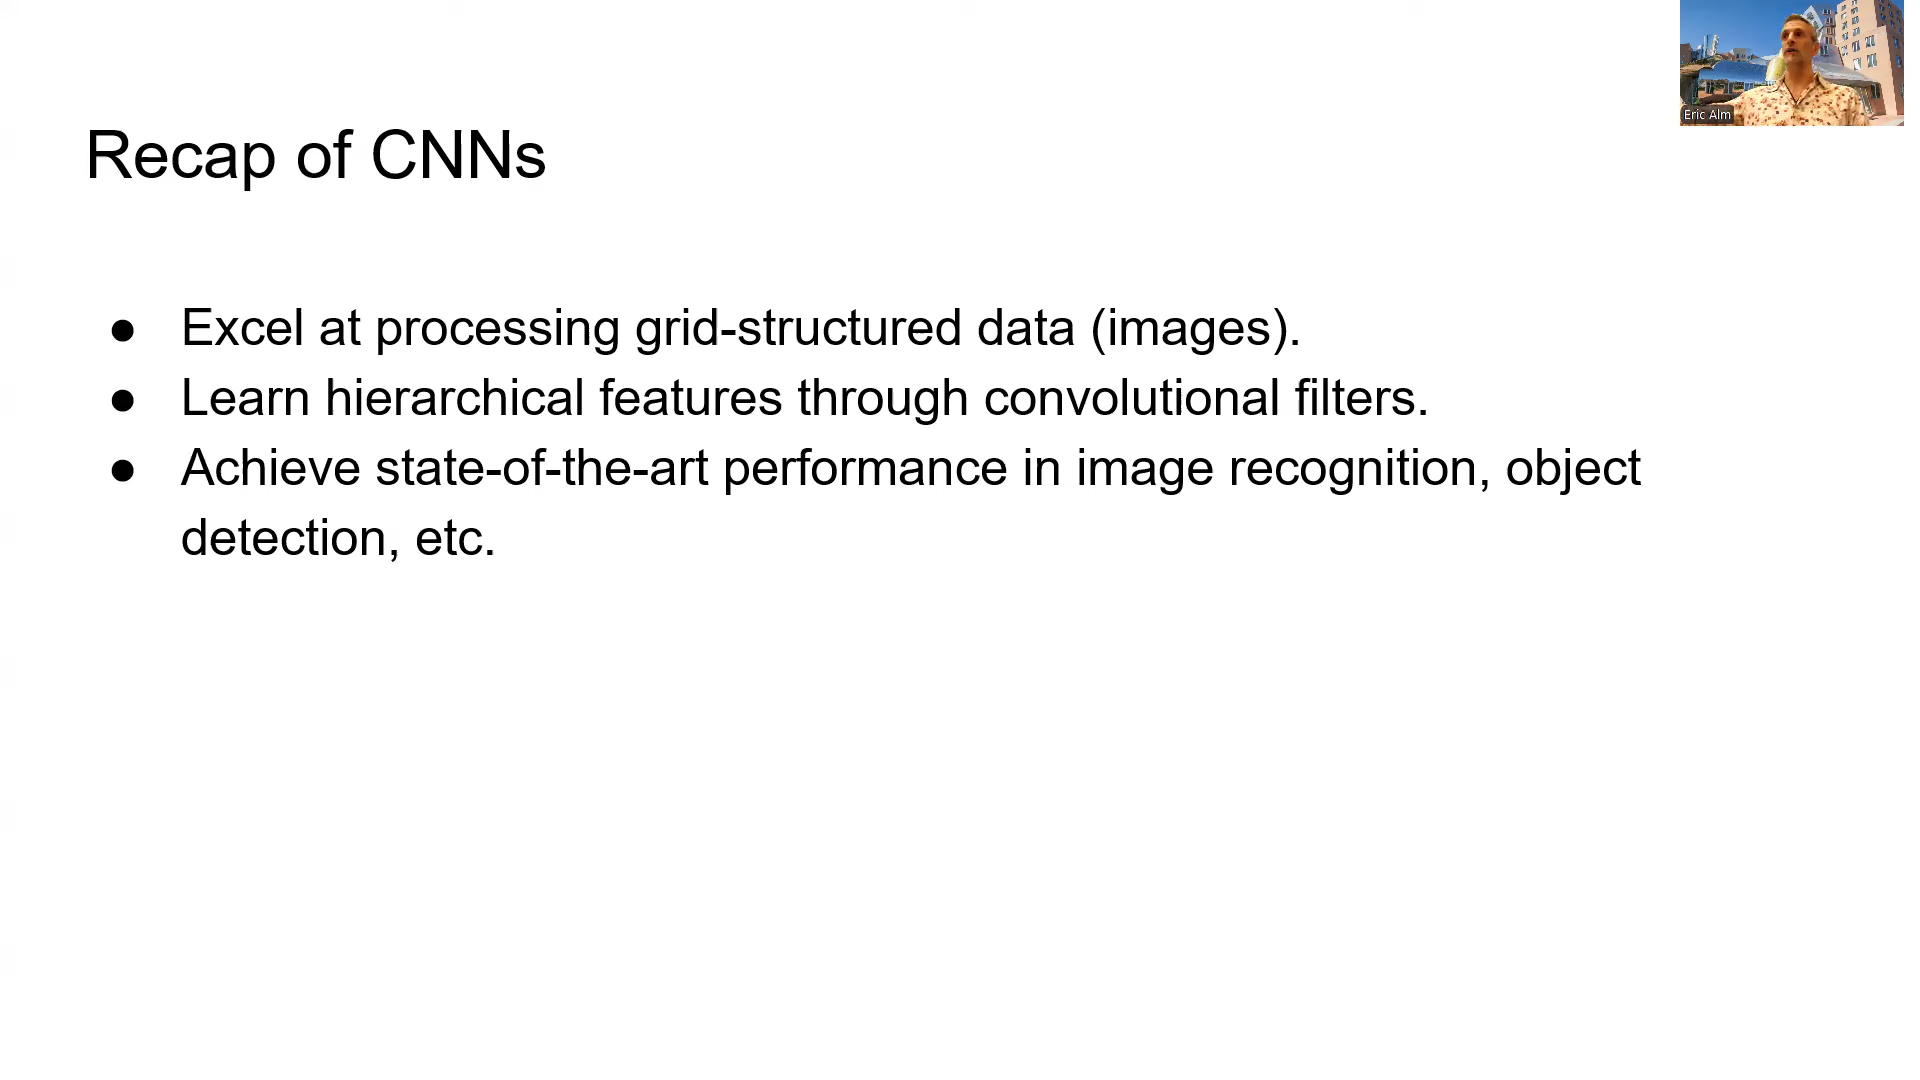 Eric Alm
Recap of CNNs
● Excel at processing grid-structured data (images).
● Learn hierarchical features through convolutional filters.
● Achieve state-of-the-art performance in image recognition, object
detection, etc.